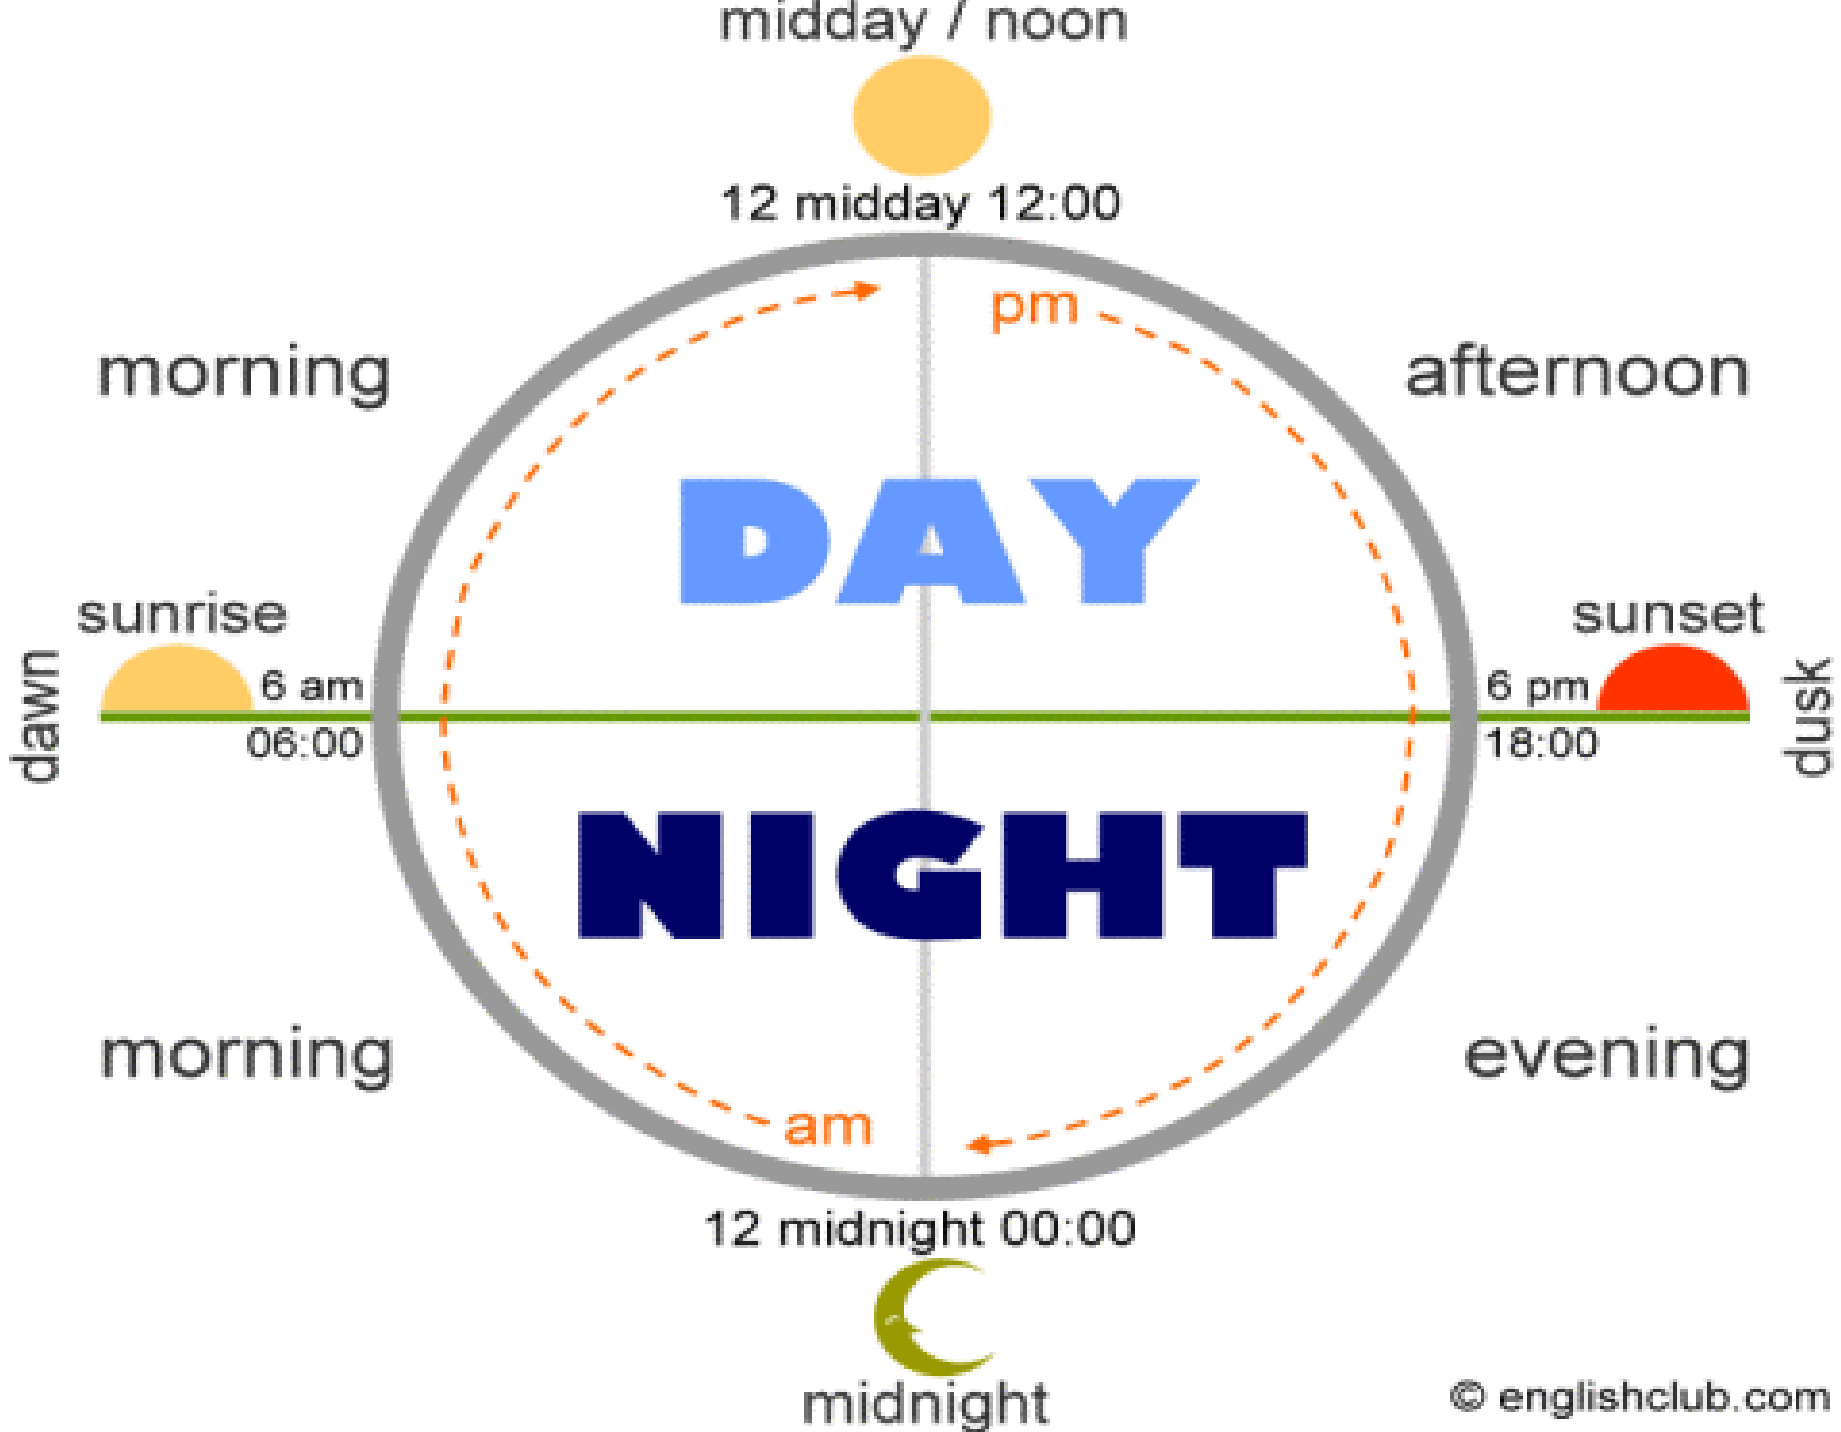 midday / noon
12 midday 12:00
pm
morning
afternoon
DAY
sunrise
sunset
dawn
6 am
6 pm
dusk
06:00
18:00
NIGHT
morning
evening
am
12 midnight 00:00
midnight
© englishclub.com